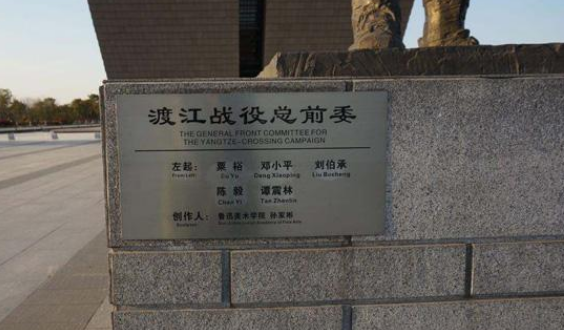 渡江战役总前委
THE GENERAL FRONT COMMITTEE FOR
THE YANGTZE-CROSSING CAMPAIGN
左起： 粟 裕 邓小平 刘伯承
From Left: Su Yu Deng Xiaoping Liu Bocheng
陈 毅 谭震林
Chen Yi Tan Zhenlin
创作人： 鲁迅美术学院 孙家彬